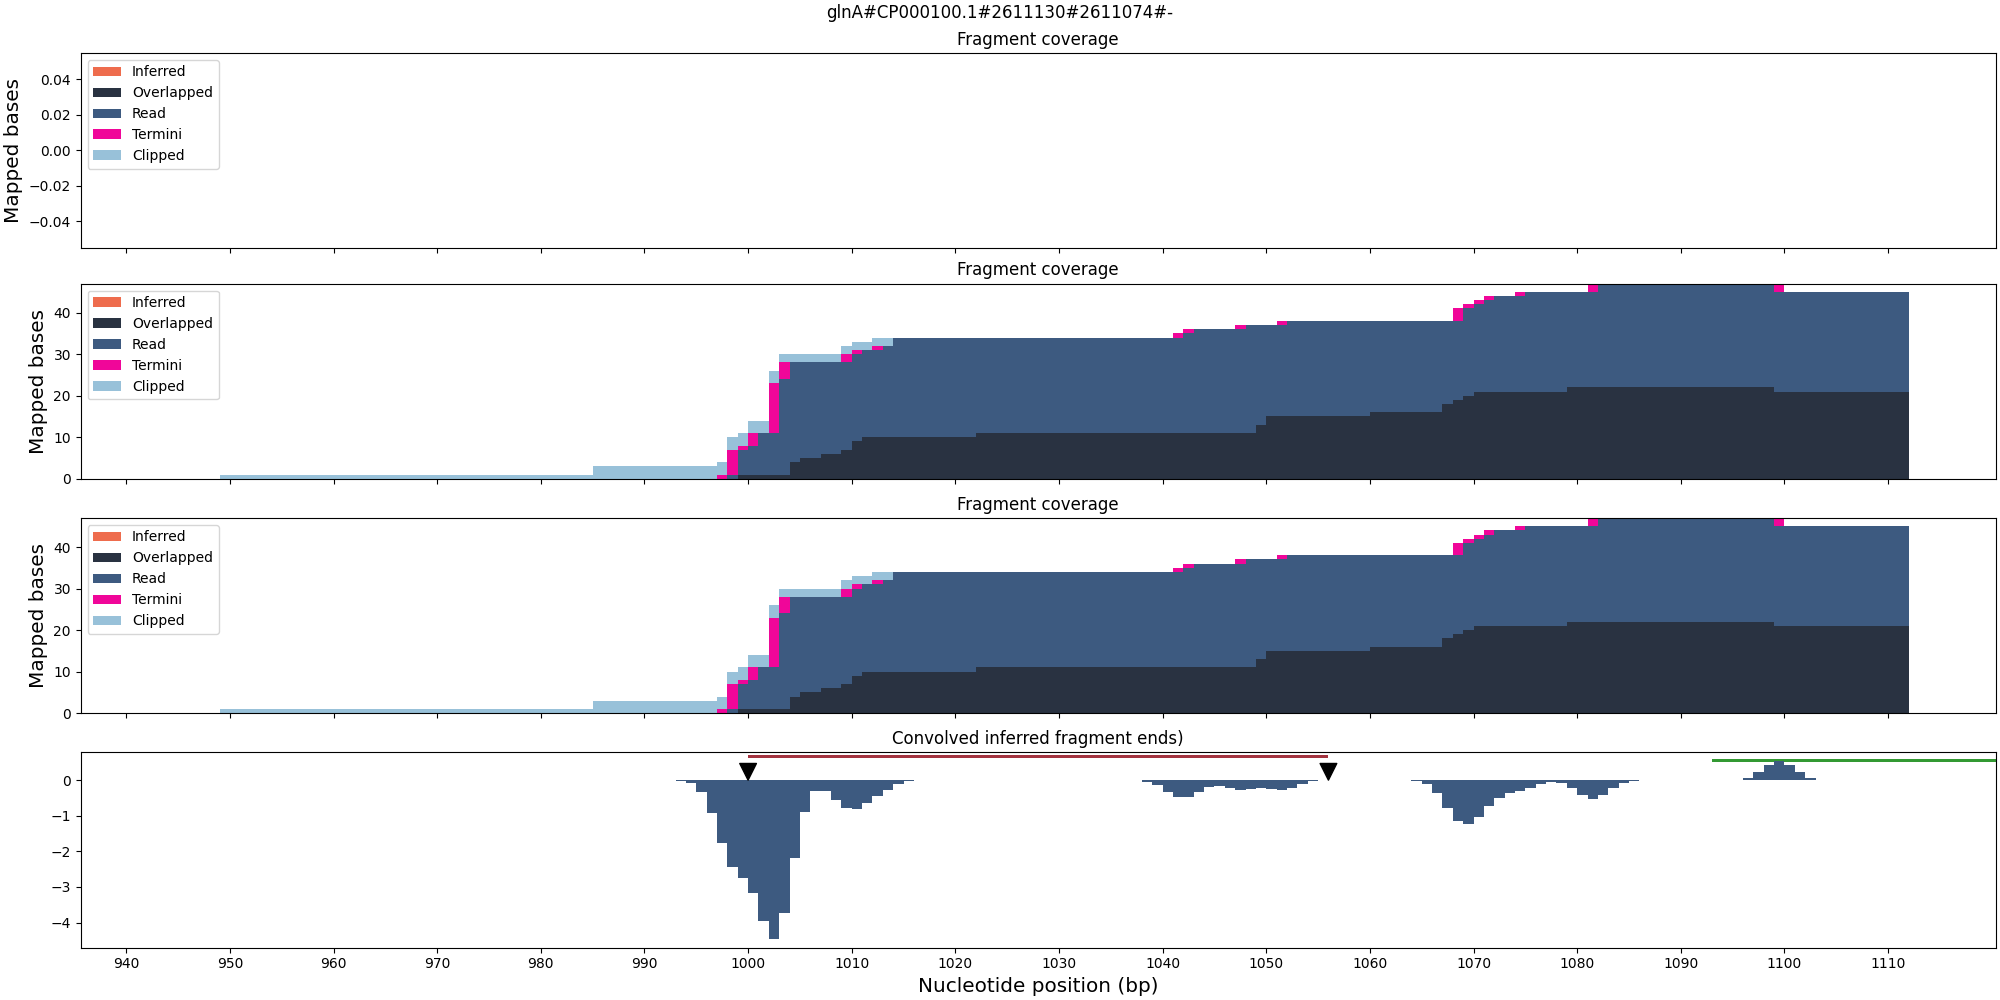 glnA#CP000100.1#2611130#2611074#-
Fragment coverage
Mapped bases
0.04
0.02
0.00
−0.02
−0.04
Inferred
Overlapped
Read
Termini
Clipped
Fragment coverage
Mapped bases
40
30
20
10
0
Inferred
Overlapped
Read
Termini
Clipped
Fragment coverage
Mapped bases
40
30
20
10
0
Inferred
Overlapped
Read
Termini
Clipped
Convolved inferred fragment ends)
0
−1
−2
−3
−4
940 950 960 970 980 990 1000 1010 1020 1030 1040 1050 1060 1070 1080 1090 1100 1110
Nucleotide position (bp)